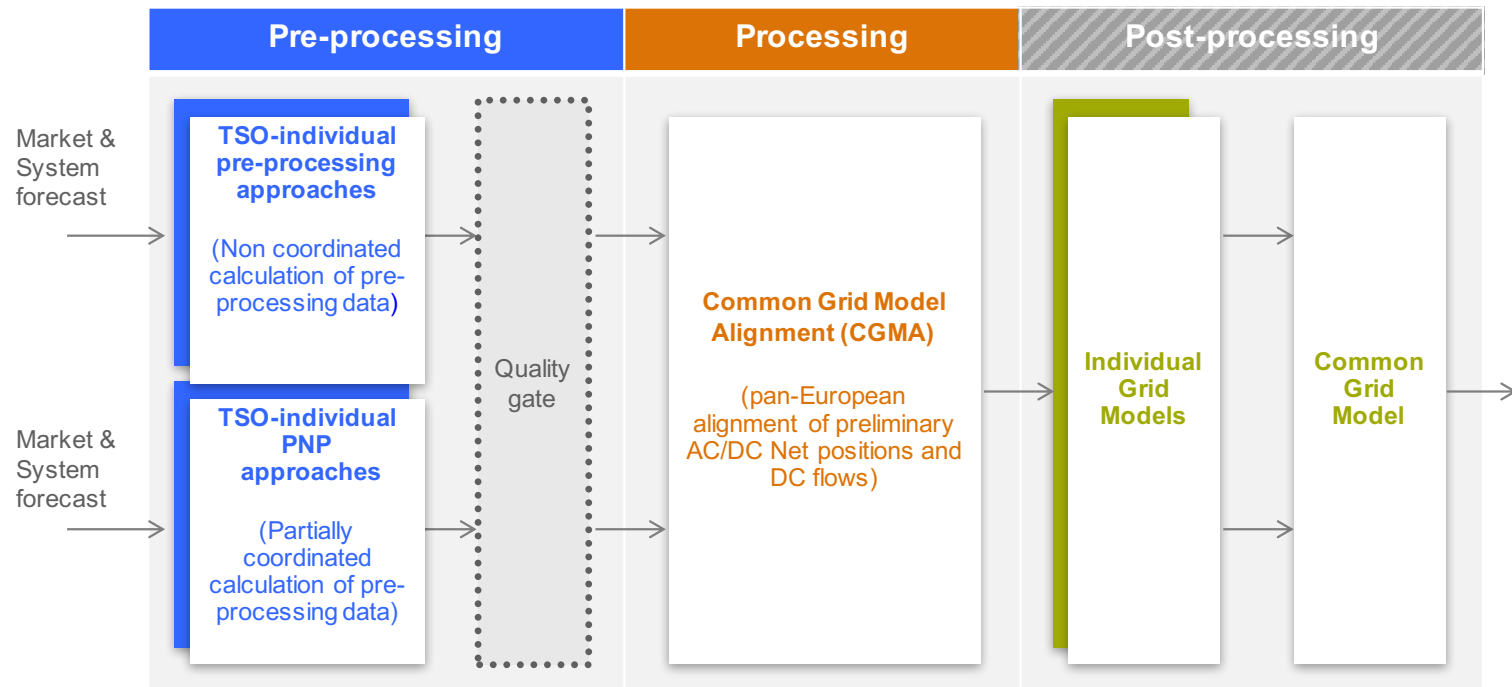 Pre-processing
Processing
Post-processing
Market &
System
forecast
TSO-individual
pre-processing
approaches
(Non coordinated
calculation of pre-
processing data)
Market &
System
forecast
TSO-individual
PNP
approaches
(Partially
coordinated
calculation of pre-
processing data)
Quality
gate
Common Grid Model
Alignment (CGMA)
(pan-European
alignment of preliminary
AC/DC Net positions and
DC flows)
Individual
Grid
Models
Common
Grid
Model